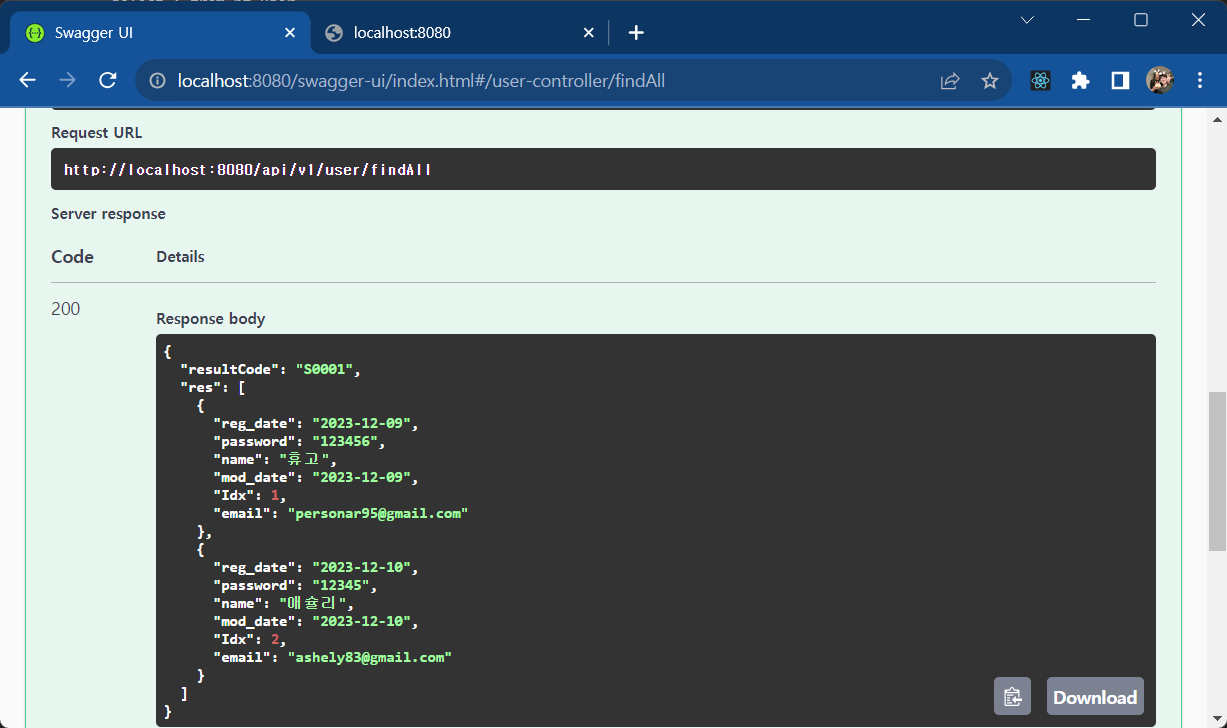 Swagger UI
localhost:8080
localhost:8080/swagger-ui/index.html#/user-controller/findAll
Request URL
http://localhost:8080/api/v1/user/findAll
Server response
Code Details
200
Response body
{
"resultCode": "S0001",
"res": [
{
"reg_date": "2023-12-09",
"password": "123456",
"name": "휴고",
"mod_date": "2023-12-09",
"Idx": 1,
"email": "personar95@gmail.com"
},
{
"reg_date": "2023-12-10",
"password": "12345",
"name": "애슐리",
"mod_date": "2023-12-10",
"Idx": 2,
"email": "ashely83@gmail.com"
}
]
}
Download